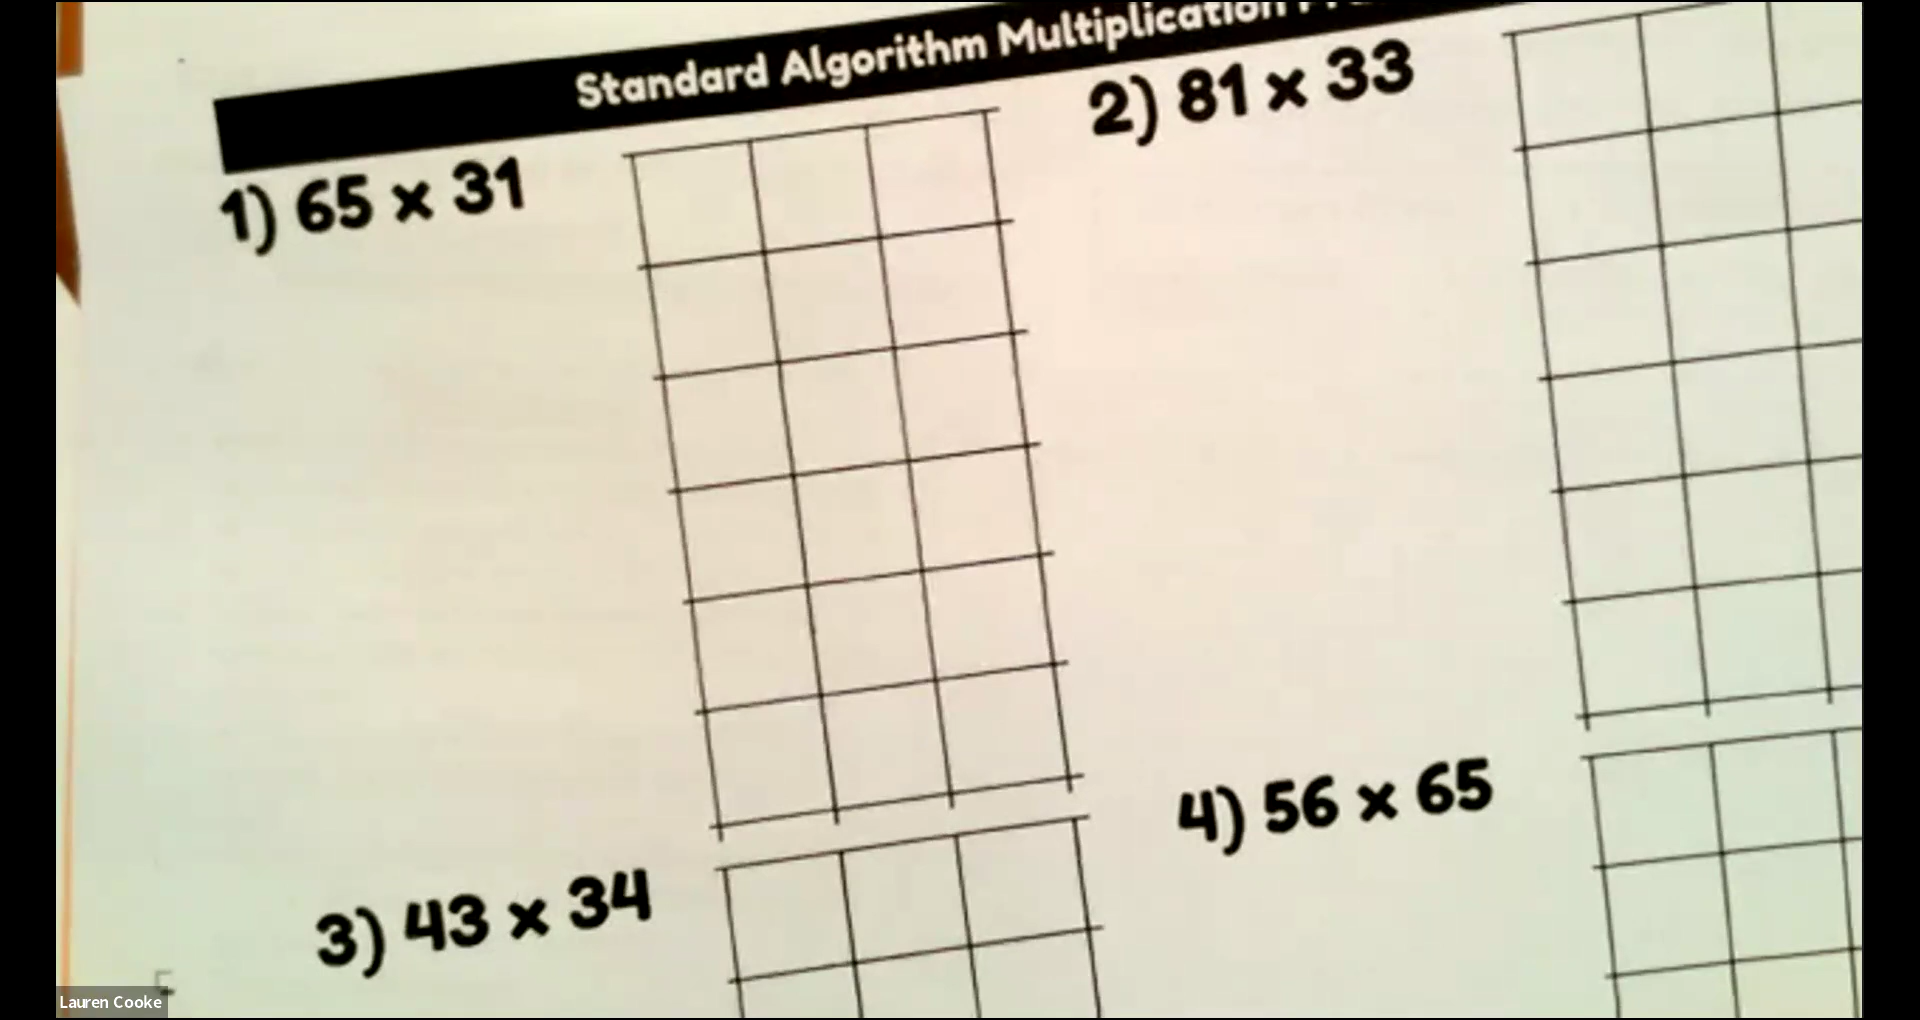 Standard Algorithm Multiplication
1) 65 x 31
2) 81 x 33
3) 43 x 34
4) 56 x 65
Lauren Cooke